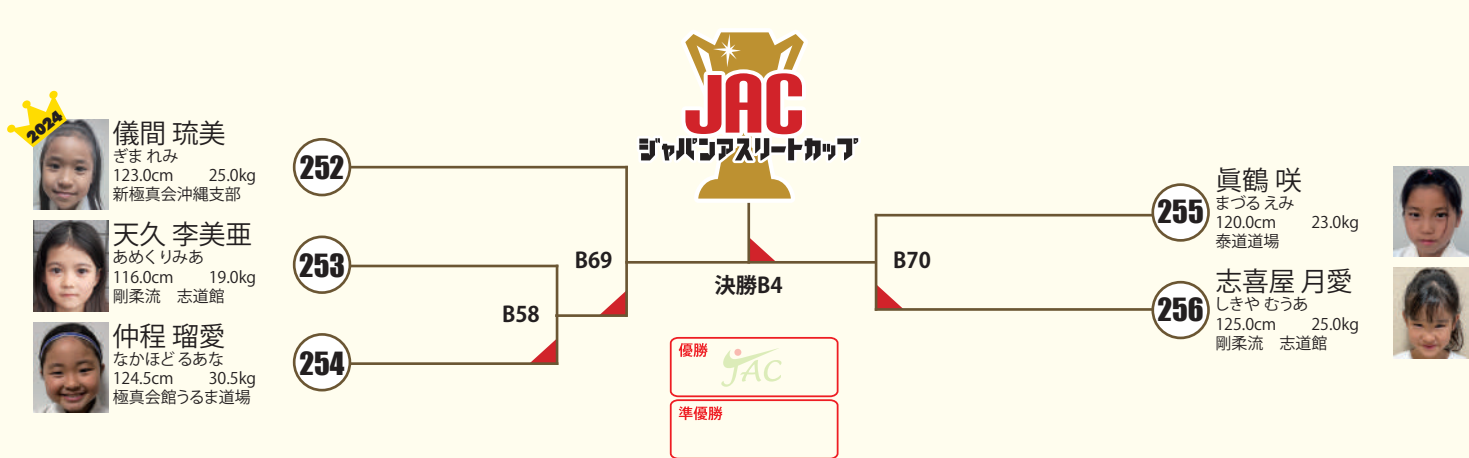 JAC
ジャパンアスリートカップ
2024
儀間 琉美
ぎま れみ
123.0cm 25.0kg
新極真会沖縄支部
252
天久 李美亜
あめく りみあ
116.0cm 19.0kg
剛柔流 志道館
253
仲程 瑠愛
なかほど るあな
124.5cm 30.5kg
極真会館うるま道場
254
B58
B69
決勝B4
B70
255
眞鶴 咲
まづる えみ
120.0cm 23.0kg
泰道道場
256
志喜屋 月愛
しきや むうあ
125.0cm 25.0kg
剛柔流 志道館
優勝
JAC
準優勝